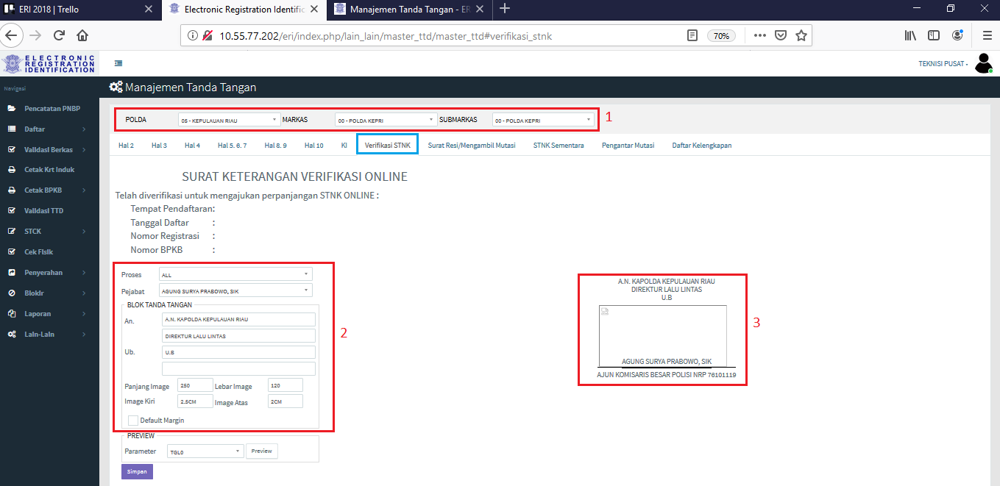 ERI 2018 | Trello
Electronic Registration Identific
Manajemen Tanda Tangan - ER
10.55.77.202/eri/index.php/lain_lain/master_ttd/master_ttd#verifikasi_stnk
70%
ELECTRONIC
REGISTRATION
IDENTIFICATION
TEKNISI PUSAT
Navigasi
Manajemen Tanda Tangan
Pencatatan PNBP
Daftar
Validasi Berkas
Cetak Krt Induk
Cetak BPKB
Validasi TTD
STCK
Cek Fisik
Penyerahan
Blokir
Laporan
Lain-Lain
POLDA
05 - KEPULAUAN RIAU
MARKAS
00 - POLDA KEPRI
SUBMARKAS
00 - POLDA KEPRI
1
Hal 2
Hal 3
Hal 4
Hal 5, 6, 7
Hal 8, 9
Hal 10
KI
Verifikasi STNK
Surat Resi/Mengambil Mutasi
STNK Sementara
Pengantar Mutasi
Daftar Kelengkapan
SURAT KETERANGAN VERIFIKASI ONLINE
Telah diverifikasi untuk mengajukan perpanjangan STNK ONLINE :
Tempat Pendaftaran:
Tanggal Daftar :
Nomor Registrasi :
Nomor BPKB :
Proses
ALL
Pejabat
AGUNG SURYA PRABOWO, SIK
BLOK TANDA TANGAN
An.
A.N. KAPOLDA KEPULAUAN RIAU
DIREKTUR LALU LINTAS
Ub.
U.B
Panjang Image
250
Lebar Image
120
Image Kiri
2.5CM
Image Atas
2CM
Default Margin
2
PREVIEW
Parameter
TGL0
Preview
Simpan
A.N. KAPOLDA KEPULAUAN RIAU
DIREKTUR LALU LINTAS
U.B
AGUNG SURYA PRABOWO, SIK
AJUN KOMISARIS BESAR POLISI NRP 76101119
3